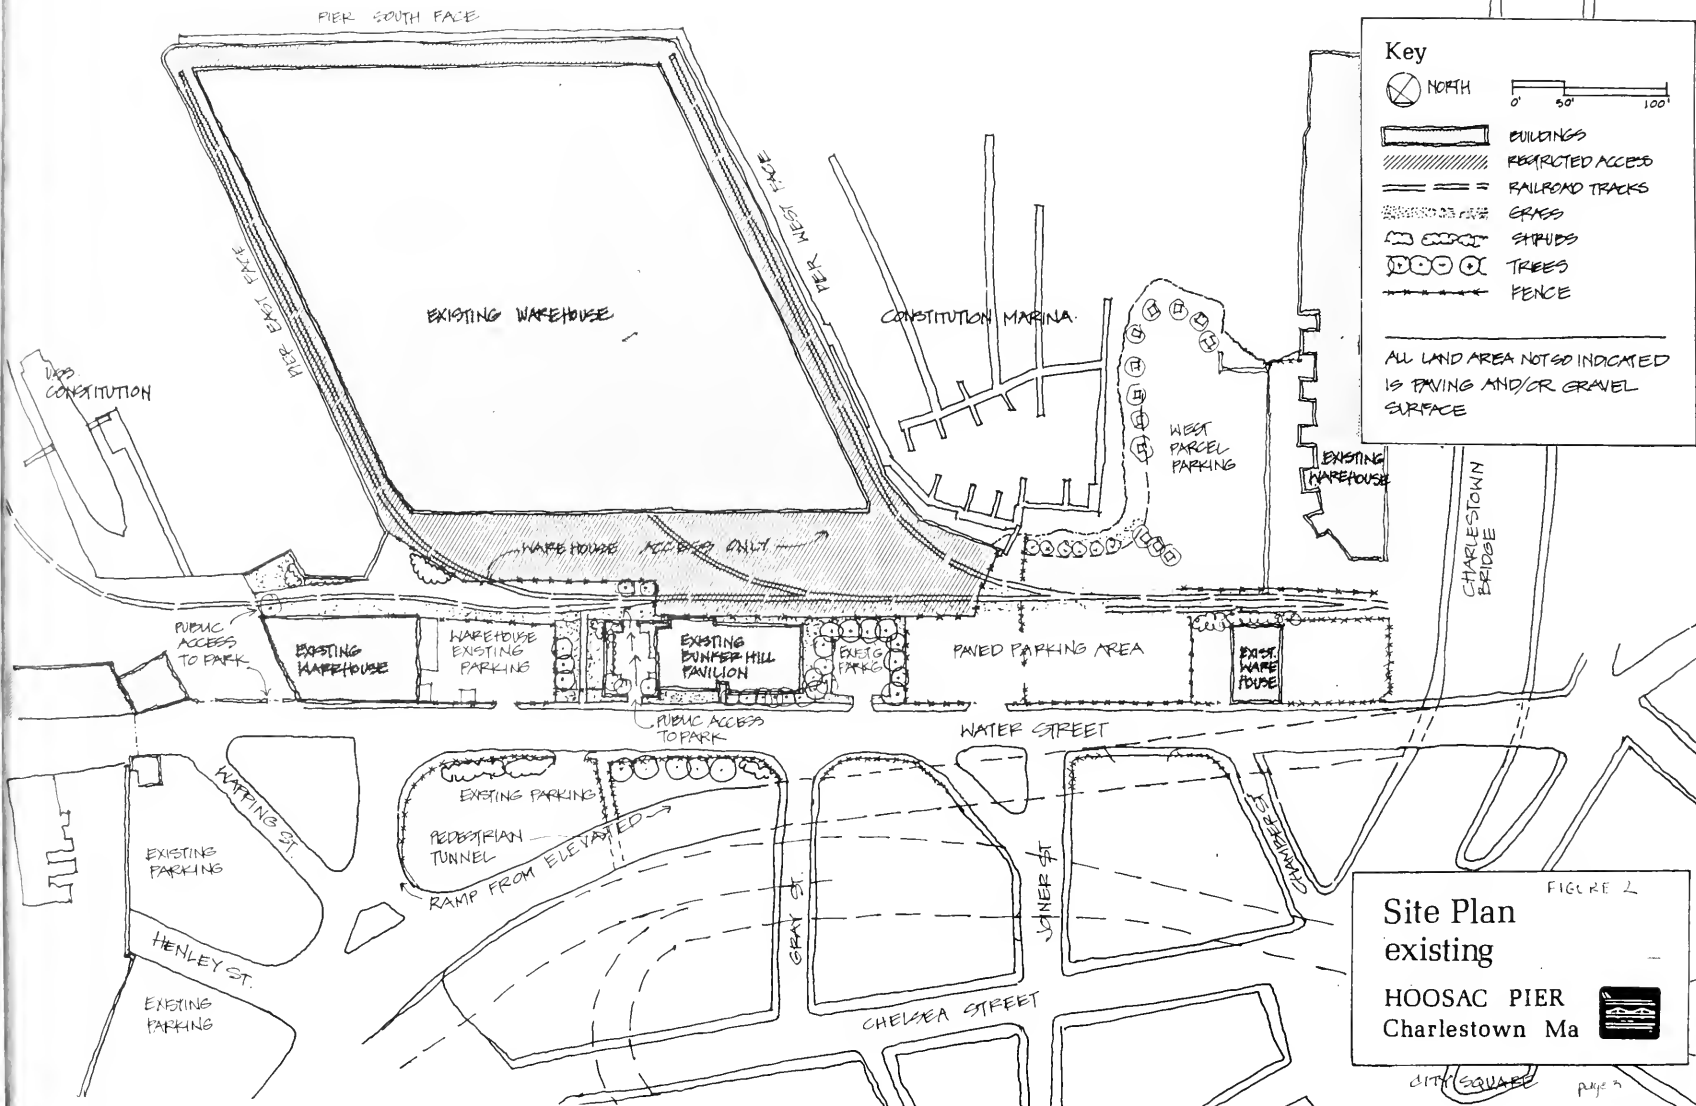 PIER SOUTH FACE
Key
NORTH
0' 50' 100'
BUILDINGS
RESTRICTED ACCESS
RAILROAD TRACKS
GRASS
SHRUBS
TREES
FENCE
ALL LAND AREA NOT SO INDICATED
IS PAVING AND/OR GRAVEL
SURFACE
PIER WEST FACE
PIER EAST FACE
EXISTING WAREHOUSE
CONSTITUTION MARINA
U.S.S.
CONSTITUTION
WEST
PARCEL
PARKING
EXISTING
WAREHOUSE
CHARLESTOWN
BRIDGE
WAREHOUSE ACCESS ONLY
PUBLIC
ACCESS
TO PARK
EXISTING
WAREHOUSE
WAREHOUSE
EXISTING
PARKING
EXISTING
BUNKER HILL
PAVILION
EXIST'G
PARK'G
PAVED PARKING AREA
EXIST.
WARE
HOUSE
PUBLIC ACCESS
TO PARK
WATER STREET
WAPPING ST.
EXISTING PARKING
PEDESTRIAN
TUNNEL
RAMP FROM ELEVATED
EXISTING
PARKING
GRAY ST.
JOINER ST
CHAMBER ST
HENLEY ST.
EXISTING
PARKING
CHELSEA STREET
FIGURE 2
Site Plan
existing
HOOSAC PIER
Charlestown Ma
CITY SQUARE
page 3